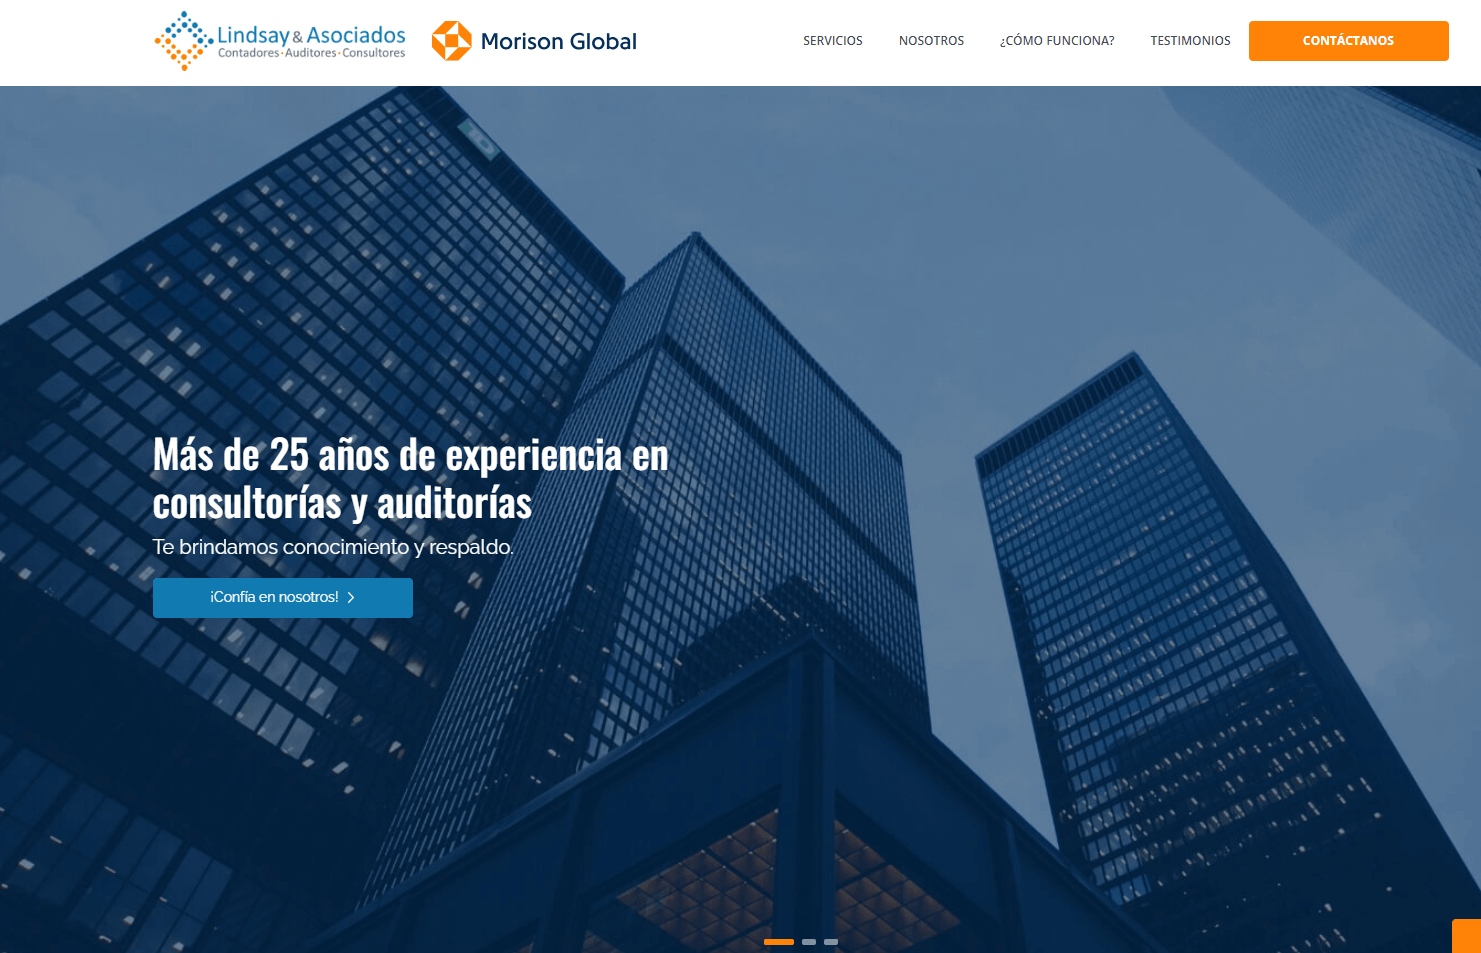 Lindsay & Asociados
Contadores·Auditores·Consultores
Morison Global
SERVICIOS
NOSOTROS
¿CÓMO FUNCIONA?
TESTIMONIOS
CONTÁCTANOS
Más de 25 años de experiencia en
consultorías y auditorías
Te brindamos conocimiento y respaldo.
¡Confía en nosotros!